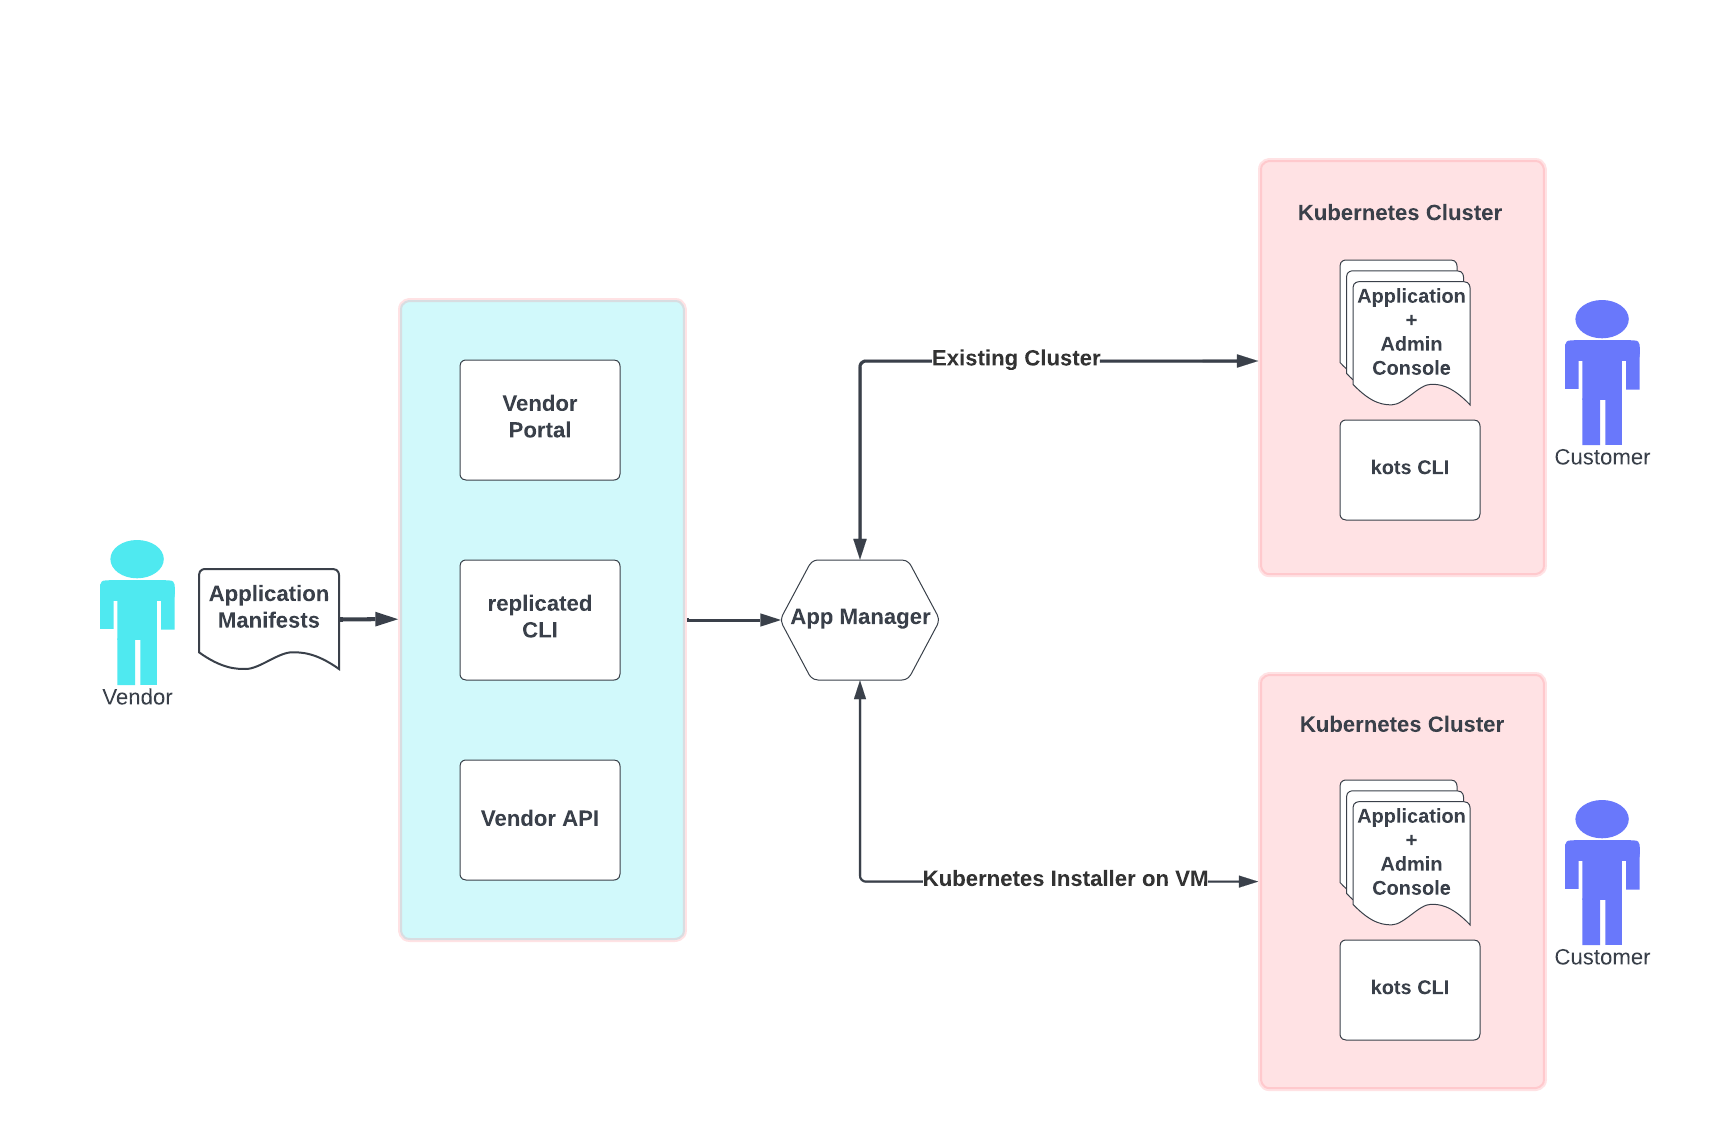 Vendor
Application
Manifests
Vendor
Portal
replicated
CLI
Vendor API
App Manager
Existing Cluster
Kubernetes Installer on VM
Kubernetes Cluster
Application
+
Admin
Console
kots CLI
Customer
Kubernetes Cluster
Application
+
Admin
Console
kots CLI
Customer